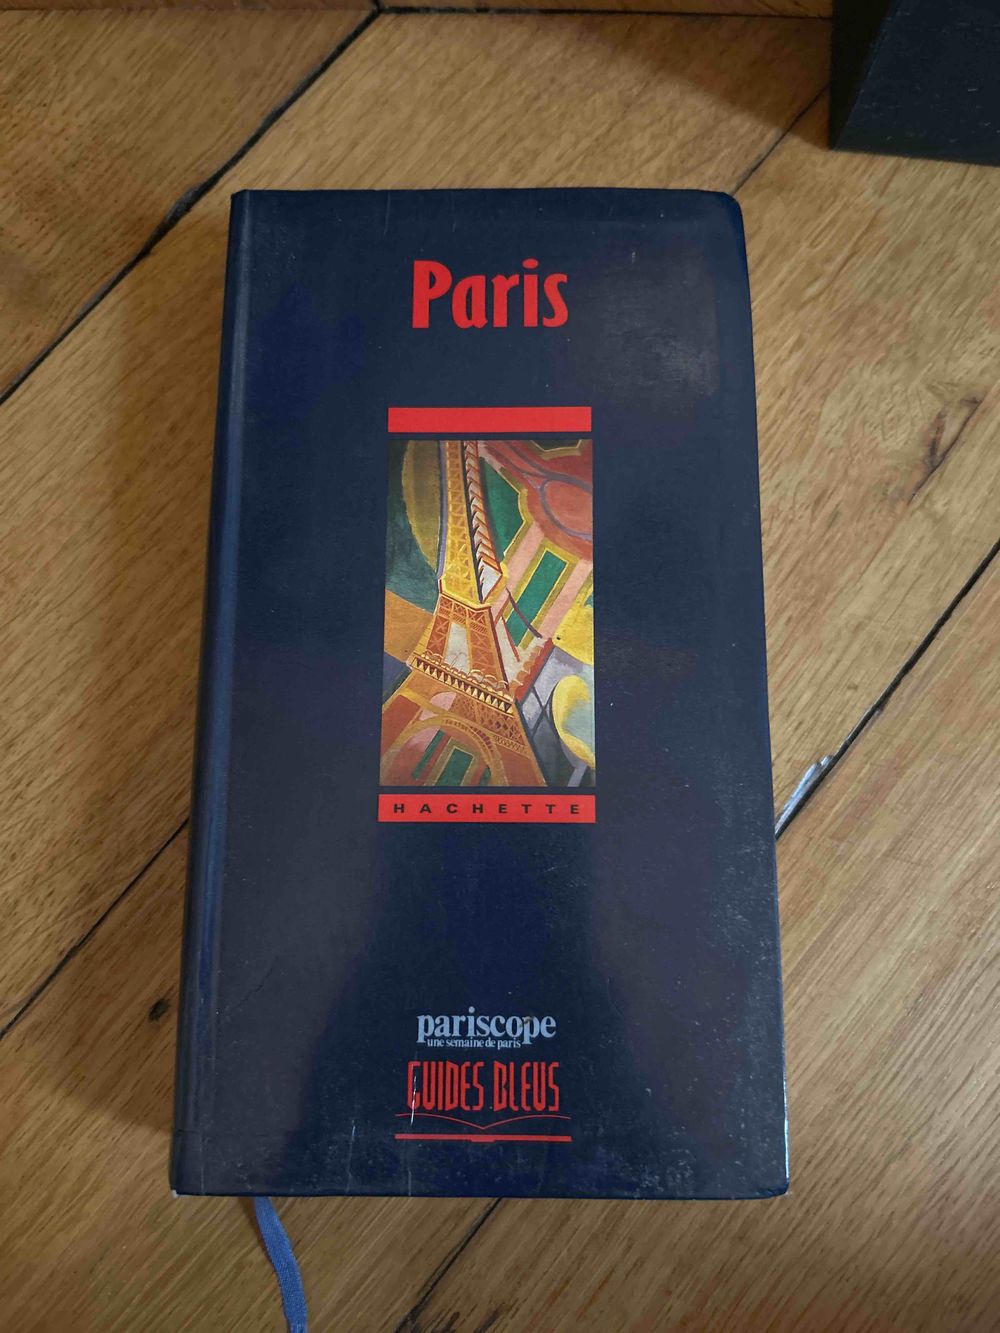 Paris
HACHETTE
pariscope
une semaine de paris
GUIDES BLEUS